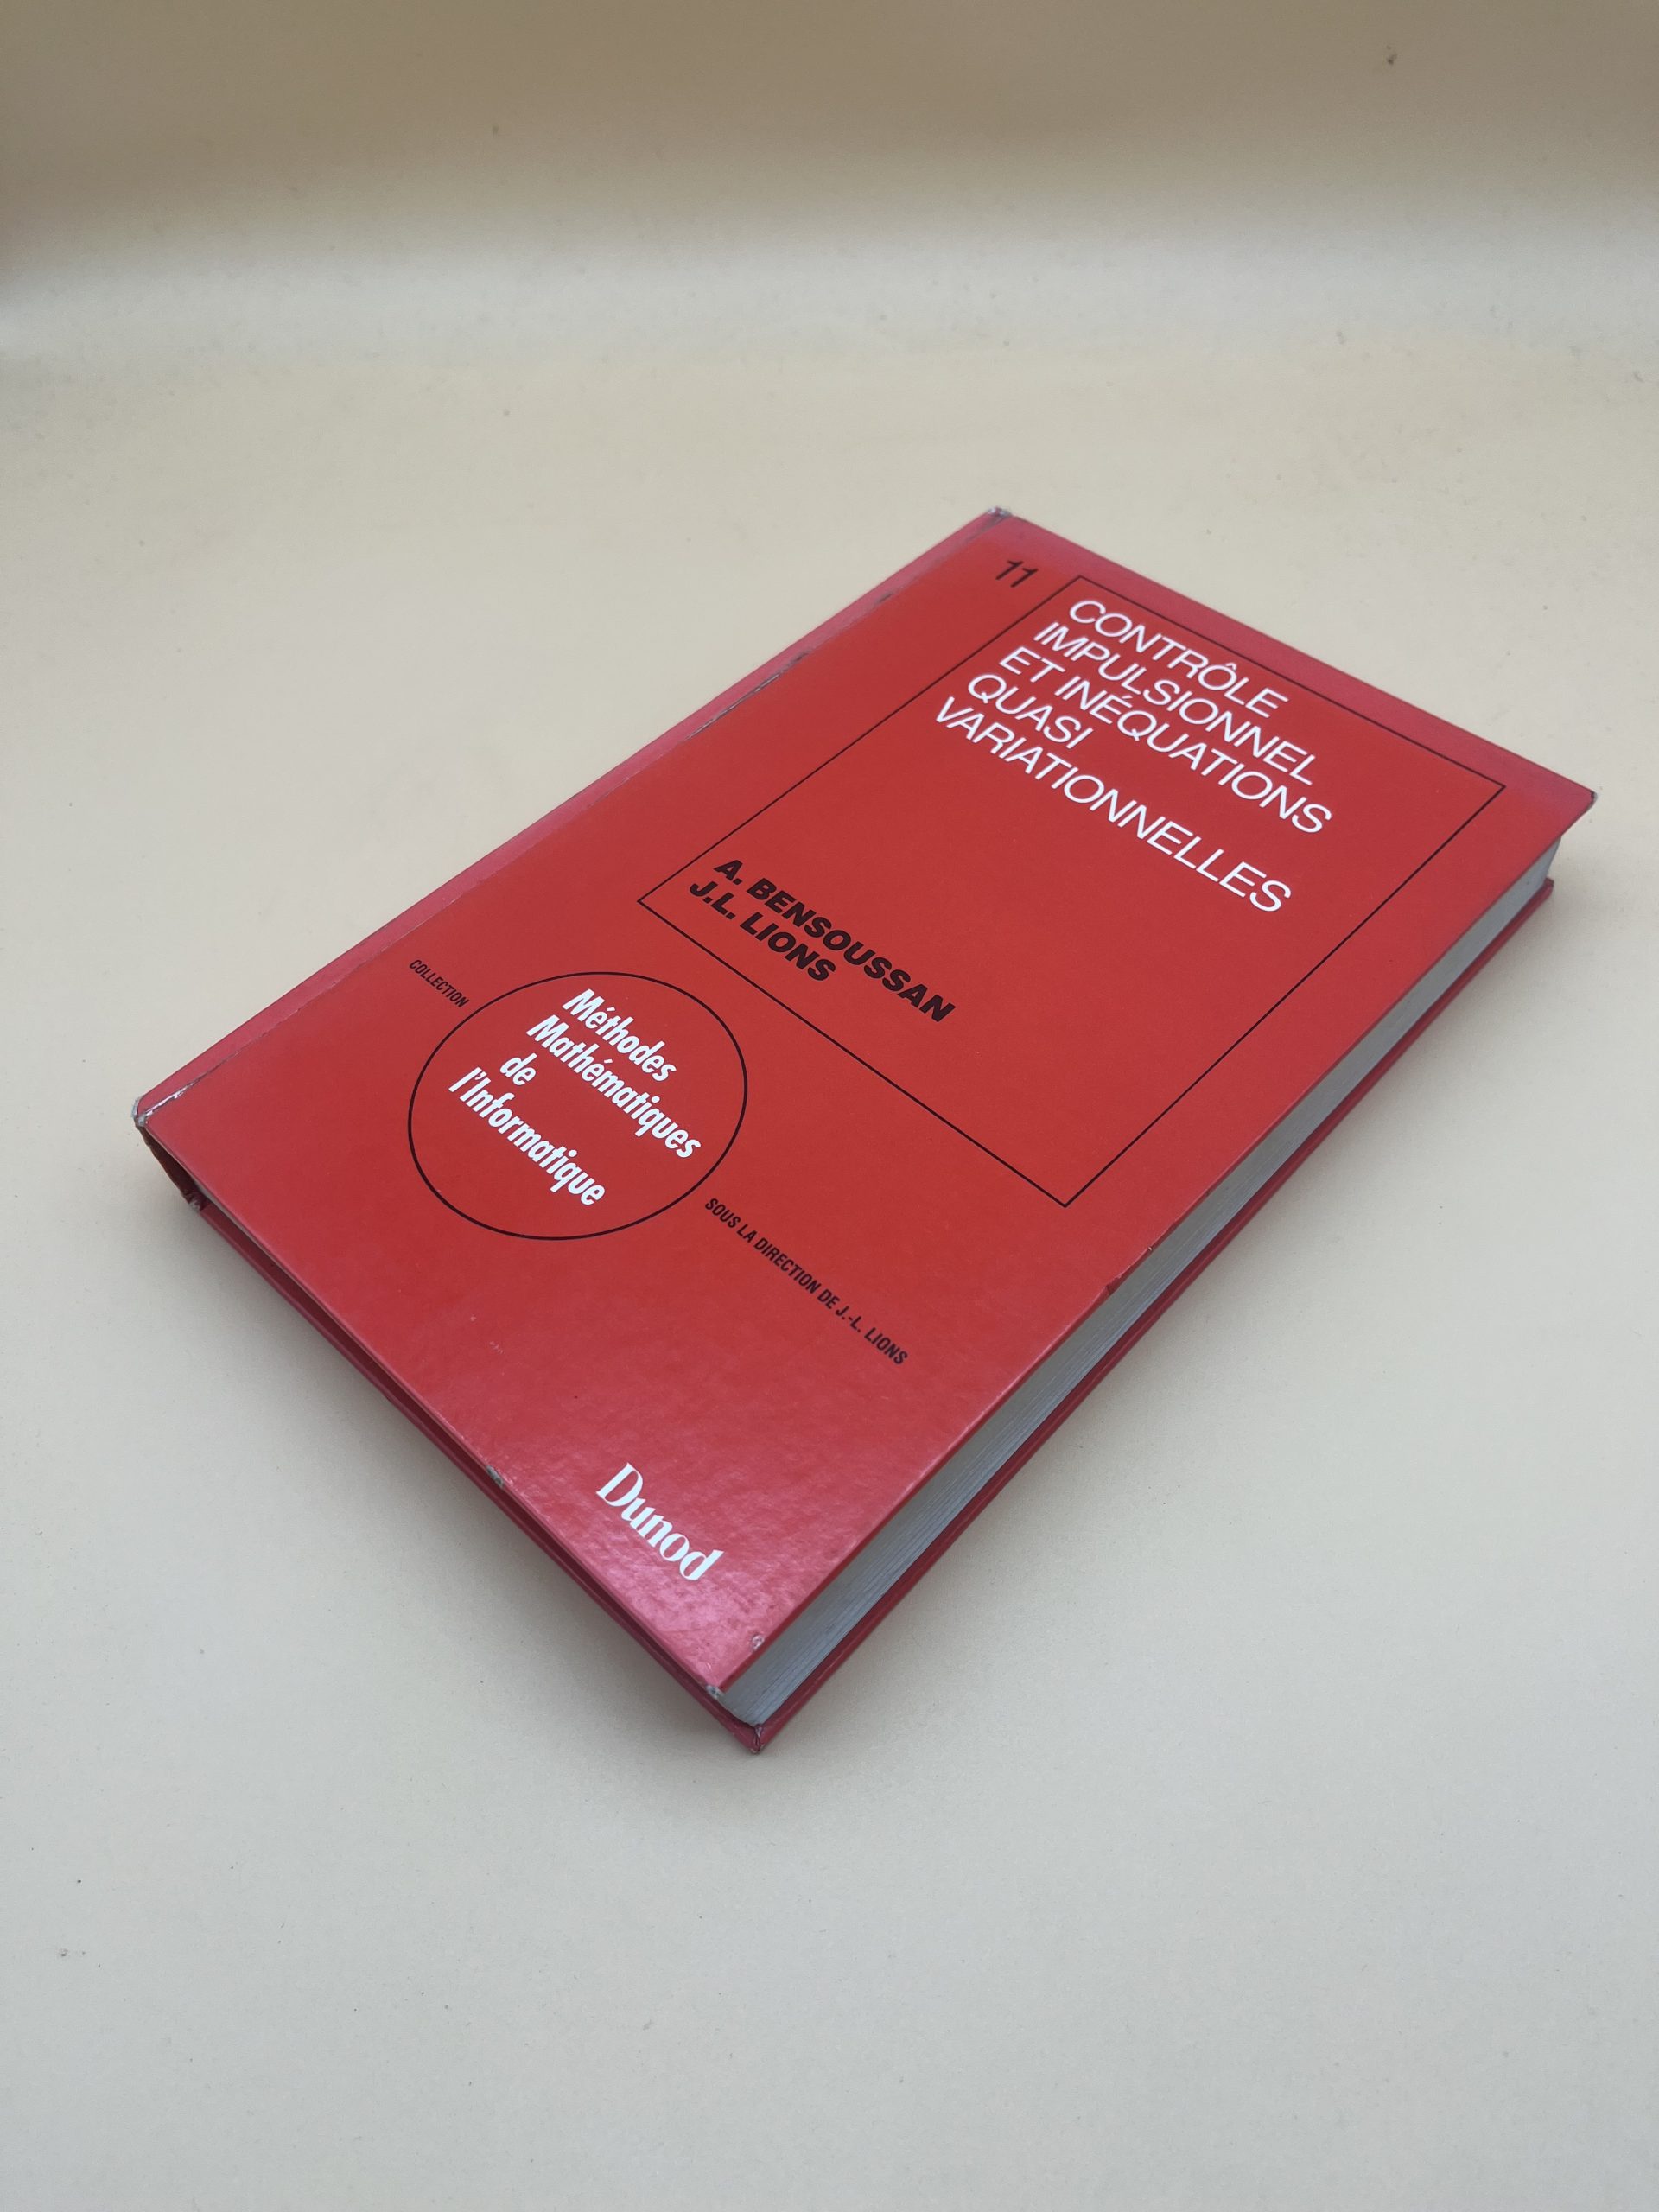 11
CONTRÔLE
IMPULSIONNEL
ET INÉQUATIONS
QUASI
VARIATIONNELLES
A. BENSOUSSAN
J.L. LIONS
COLLECTION
Méthodes
Mathématiques
de
l'Informatique
SOUS LA DIRECTION DE J.-L. LIONS
Dunod